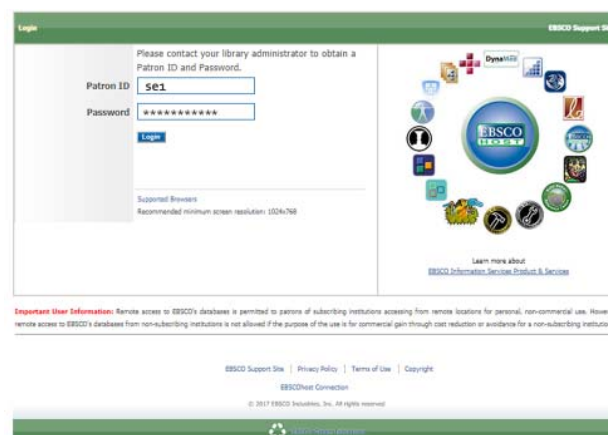 Login
EBSCO Support Sit
Please contact your library administrator to obtain a
Patron ID and Password.
Patron ID
se1
Password
***********
Login
Supported Browsers
Recommended minimum screen resolution: 1024x768
DynaMed
EBSCO
HOST
Learn more about
EBSCO Information Services Product & Services
Important User Information: Remote access to EBSCO's databases is permitted to patrons of subscribing institutions accessing from remote locations for personal, non-commercial use. Howev
remote access to EBSCO's databases from non-subscribing institutions is not allowed if the purpose of the use is for commercial gain through cost reduction or avoidance for a non-subscribing institution
EBSCO Support Site | Privacy Policy | Terms of Use | Copyright
EBSCOhost Connection
© 2017 EBSCO Industries, Inc. All rights reserved